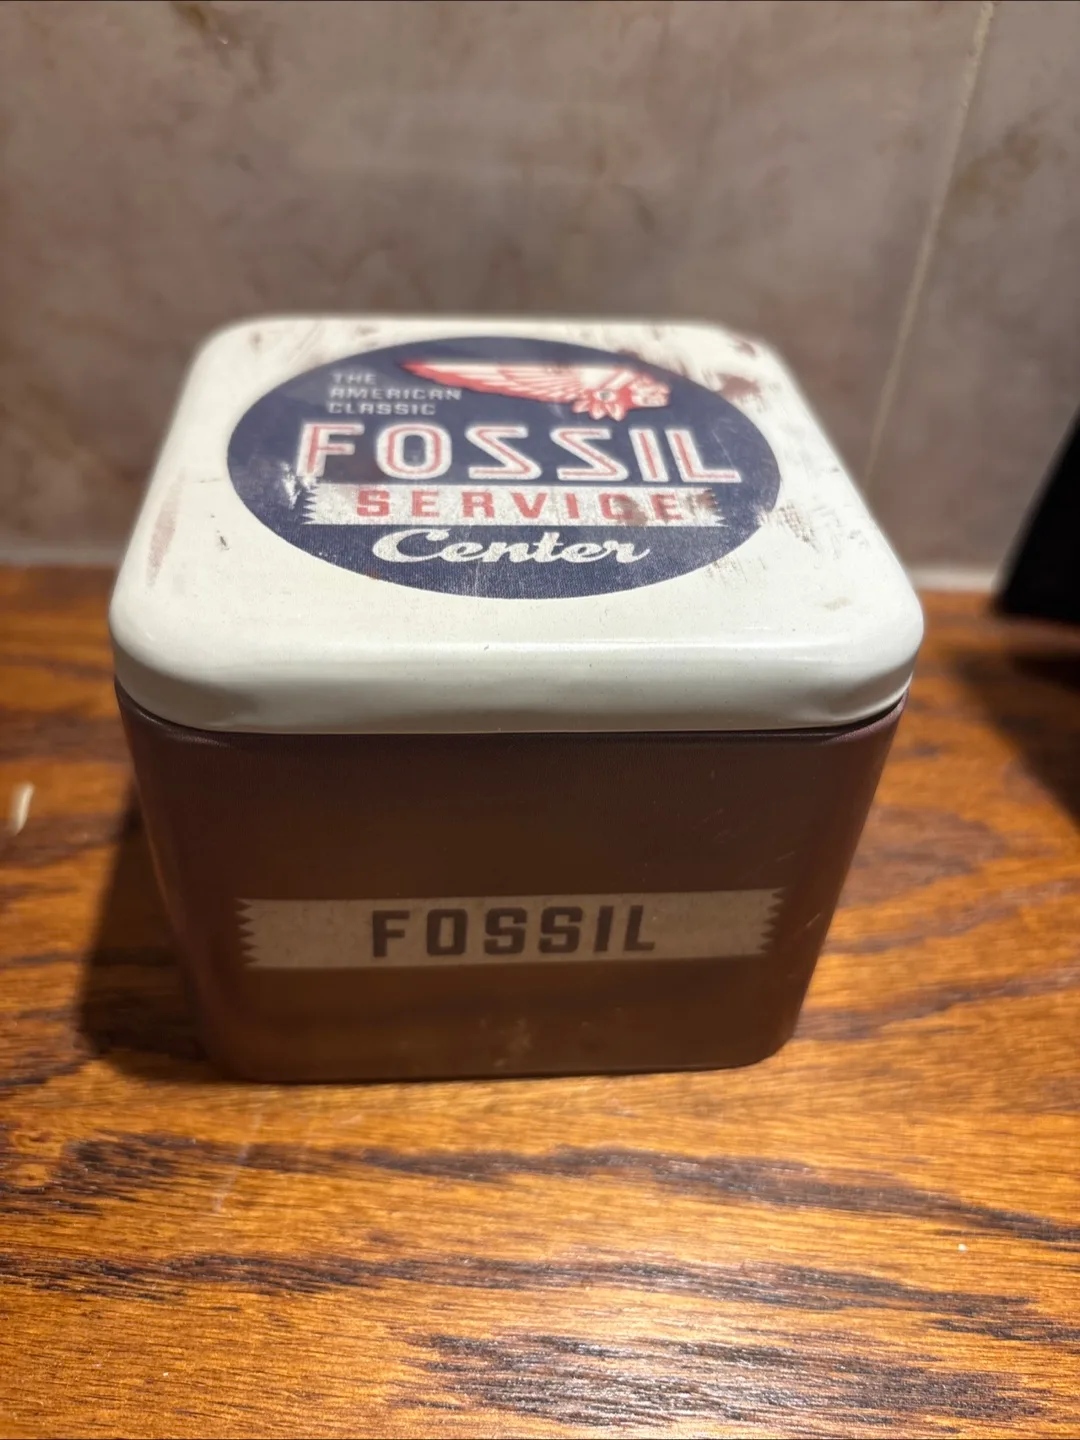 THE
AMERICAN
CLASSIC
FOSSIL
SERVICE
Center
FOSSIL